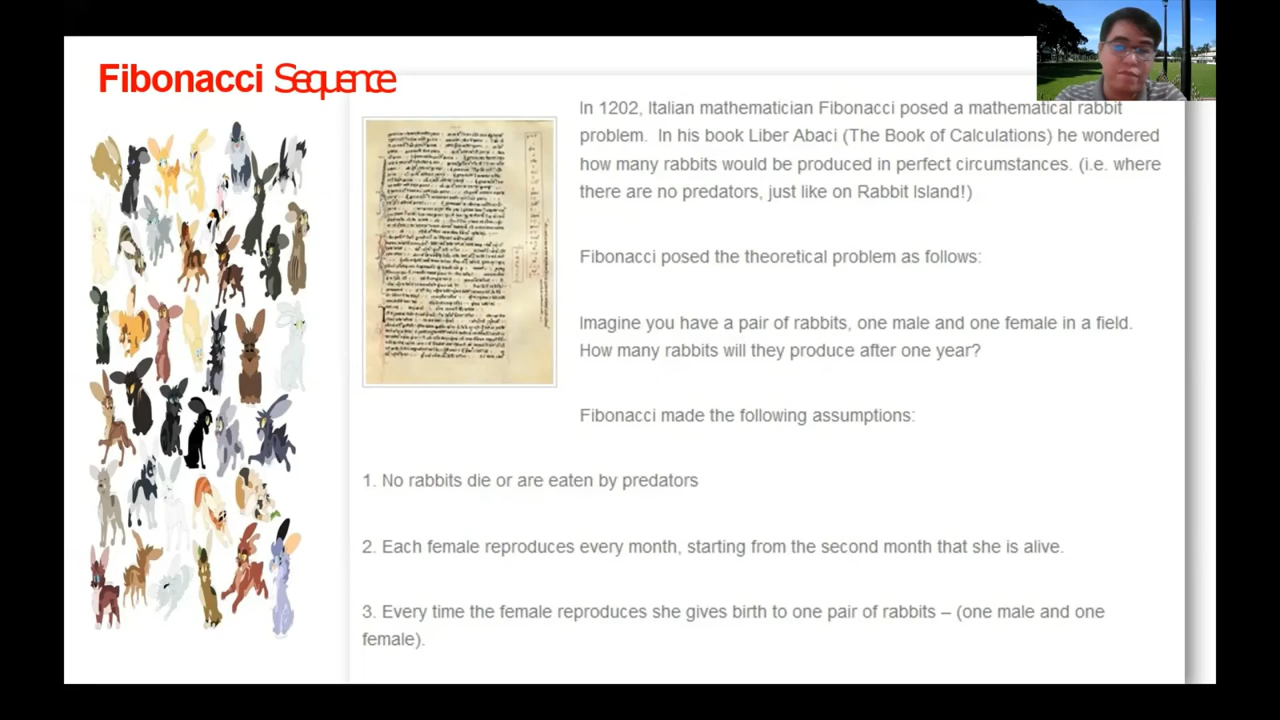 Fibonacci Sequence
In 1202, Italian mathematician Fibonacci posed a mathematical rabbit
problem. In his book Liber Abaci (The Book of Calculations) he wondered
how many rabbits would be produced in perfect circumstances. (i.e. where
there are no predators, just like on Rabbit Island!)
Fibonacci posed the theoretical problem as follows:
Imagine you have a pair of rabbits, one male and one female in a field.
How many rabbits will they produce after one year?
Fibonacci made the following assumptions:
1. No rabbits die or are eaten by predators
2. Each female reproduces every month, starting from the second month that she is alive.
3. Every time the female reproduces she gives birth to one pair of rabbits – (one male and one
female).